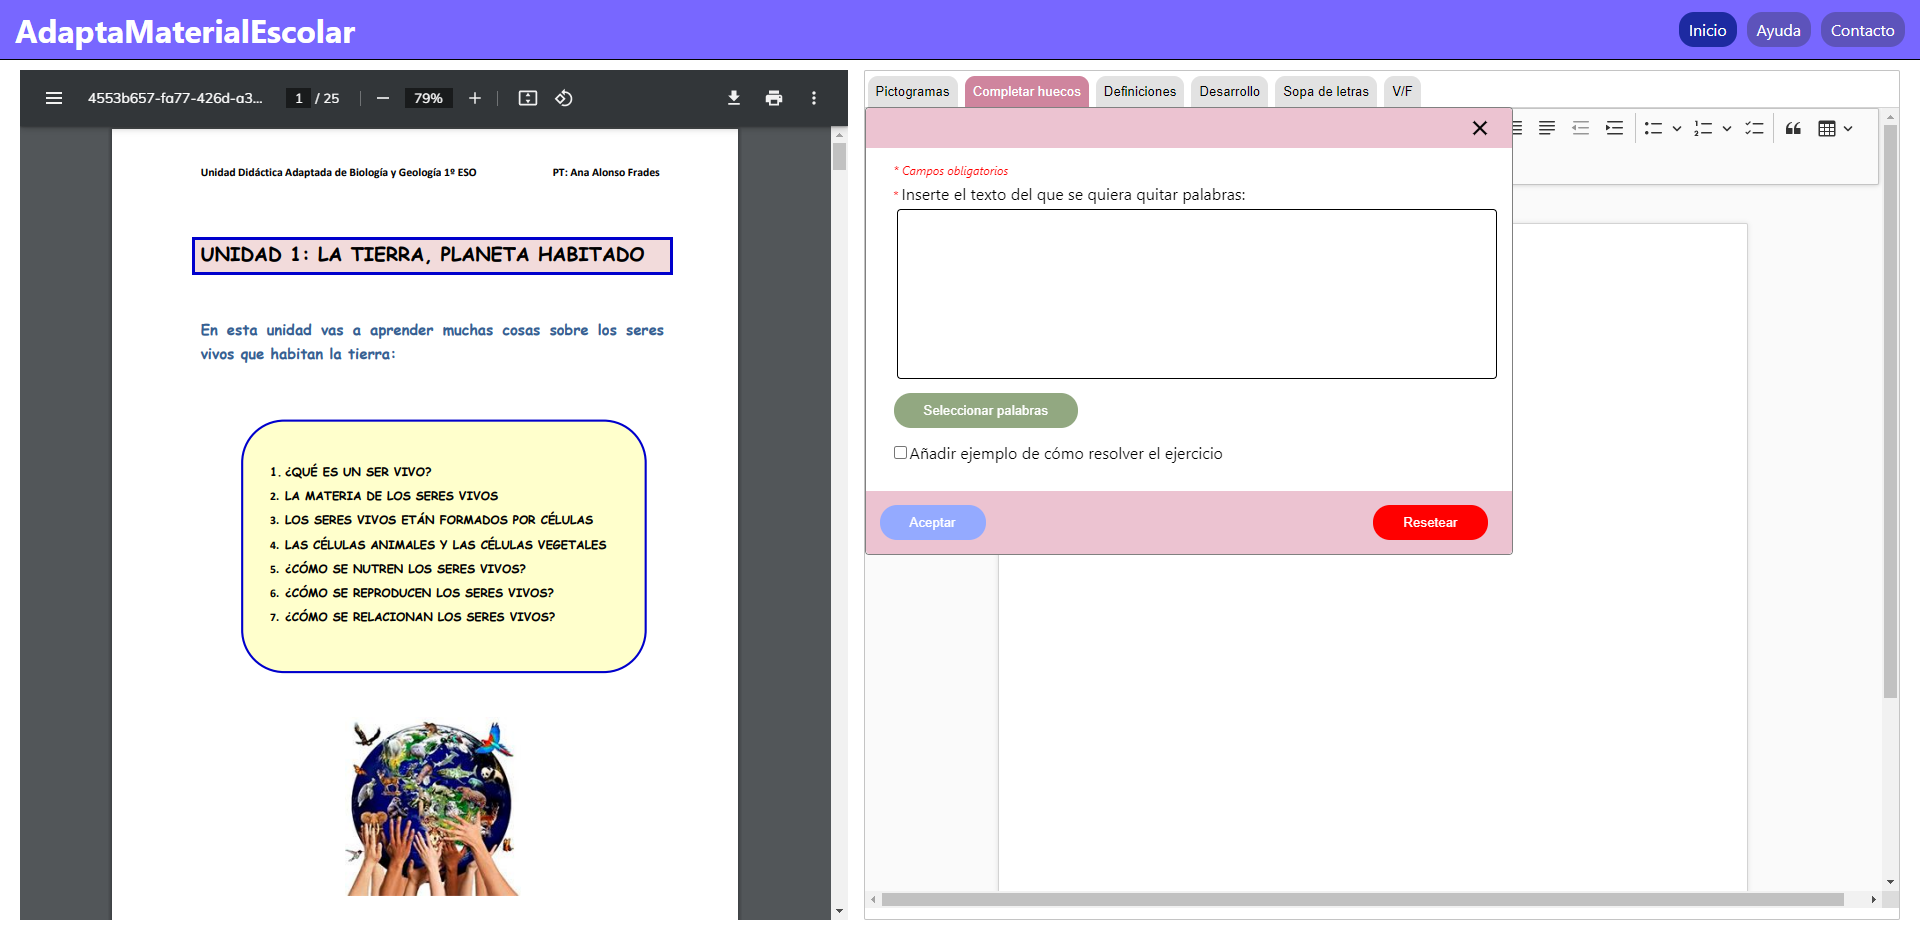 AdaptaMaterialEscolar
Inicio
Ayuda
Contacto
4553b657-fa77-426d-a3...
1 / 25
79%
Unidad Didáctica Adaptada de Biología y Geología 1º ESO
PT: Ana Alonso Frades
UNIDAD 1: LA TIERRA, PLANETA HABITADO
En esta unidad vas a aprender muchas cosas sobre los seres
vivos que habitan la tierra:
1. ¿QUÉ ES UN SER VIVO?
2. LA MATERIA DE LOS SERES VIVOS
3. LOS SERES VIVOS ETÁN FORMADOS POR CÉLULAS
4. LAS CÉLULAS ANIMALES Y LAS CÉLULAS VEGETALES
5. ¿CÓMO SE NUTREN LOS SERES VIVOS?
6. ¿CÓMO SE REPRODUCEN LOS SERES VIVOS?
7. ¿CÓMO SE RELACIONAN LOS SERES VIVOS?
Pictogramas
Completar huecos
Definiciones
Desarrollo
Sopa de letras
V/F
* Campos obligatorios
* Inserte el texto del que se quiera quitar palabras:
Seleccionar palabras
Añadir ejemplo de cómo resolver el ejercicio
Aceptar
Resetear